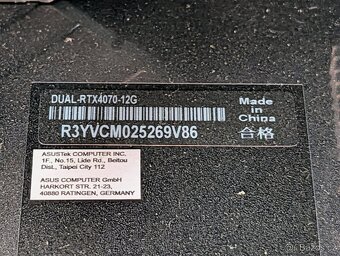 DUAL-RTX4070-12G
Made in
China
R3YVCM025269V86
合格
ASUSTek COMPUTER INC.
1F., No.15, Lide Rd., Beitou
Dist., Taipei City 112
ASUS COMPUTER GmbH
HARKORT STR. 21-23,
40880 RATINGEN, GERMANY